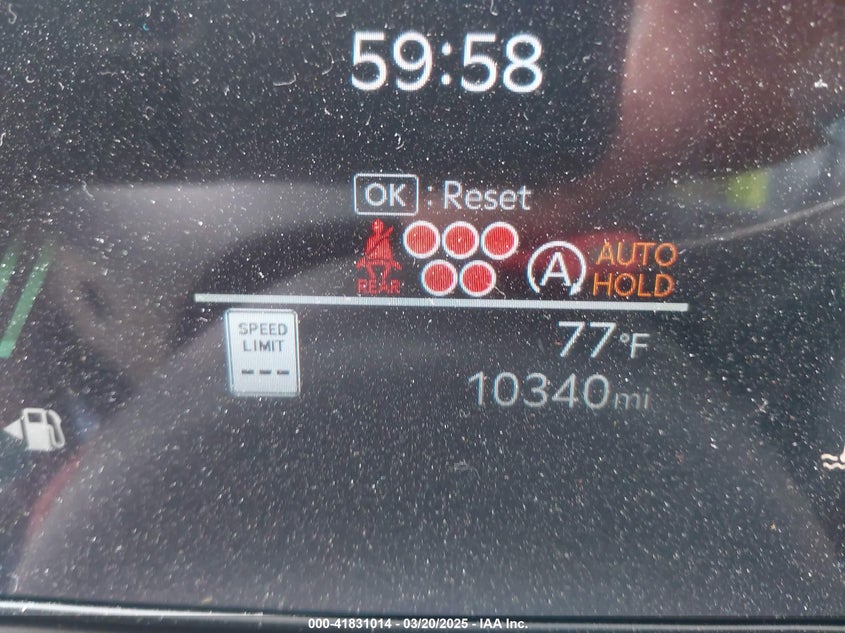 59:58
OK : Reset
REAR
A
AUTO
HOLD
SPEED
LIMIT
---
77°F
10340mi
000-41831014 / 03/20/2025 - IAA Inc.